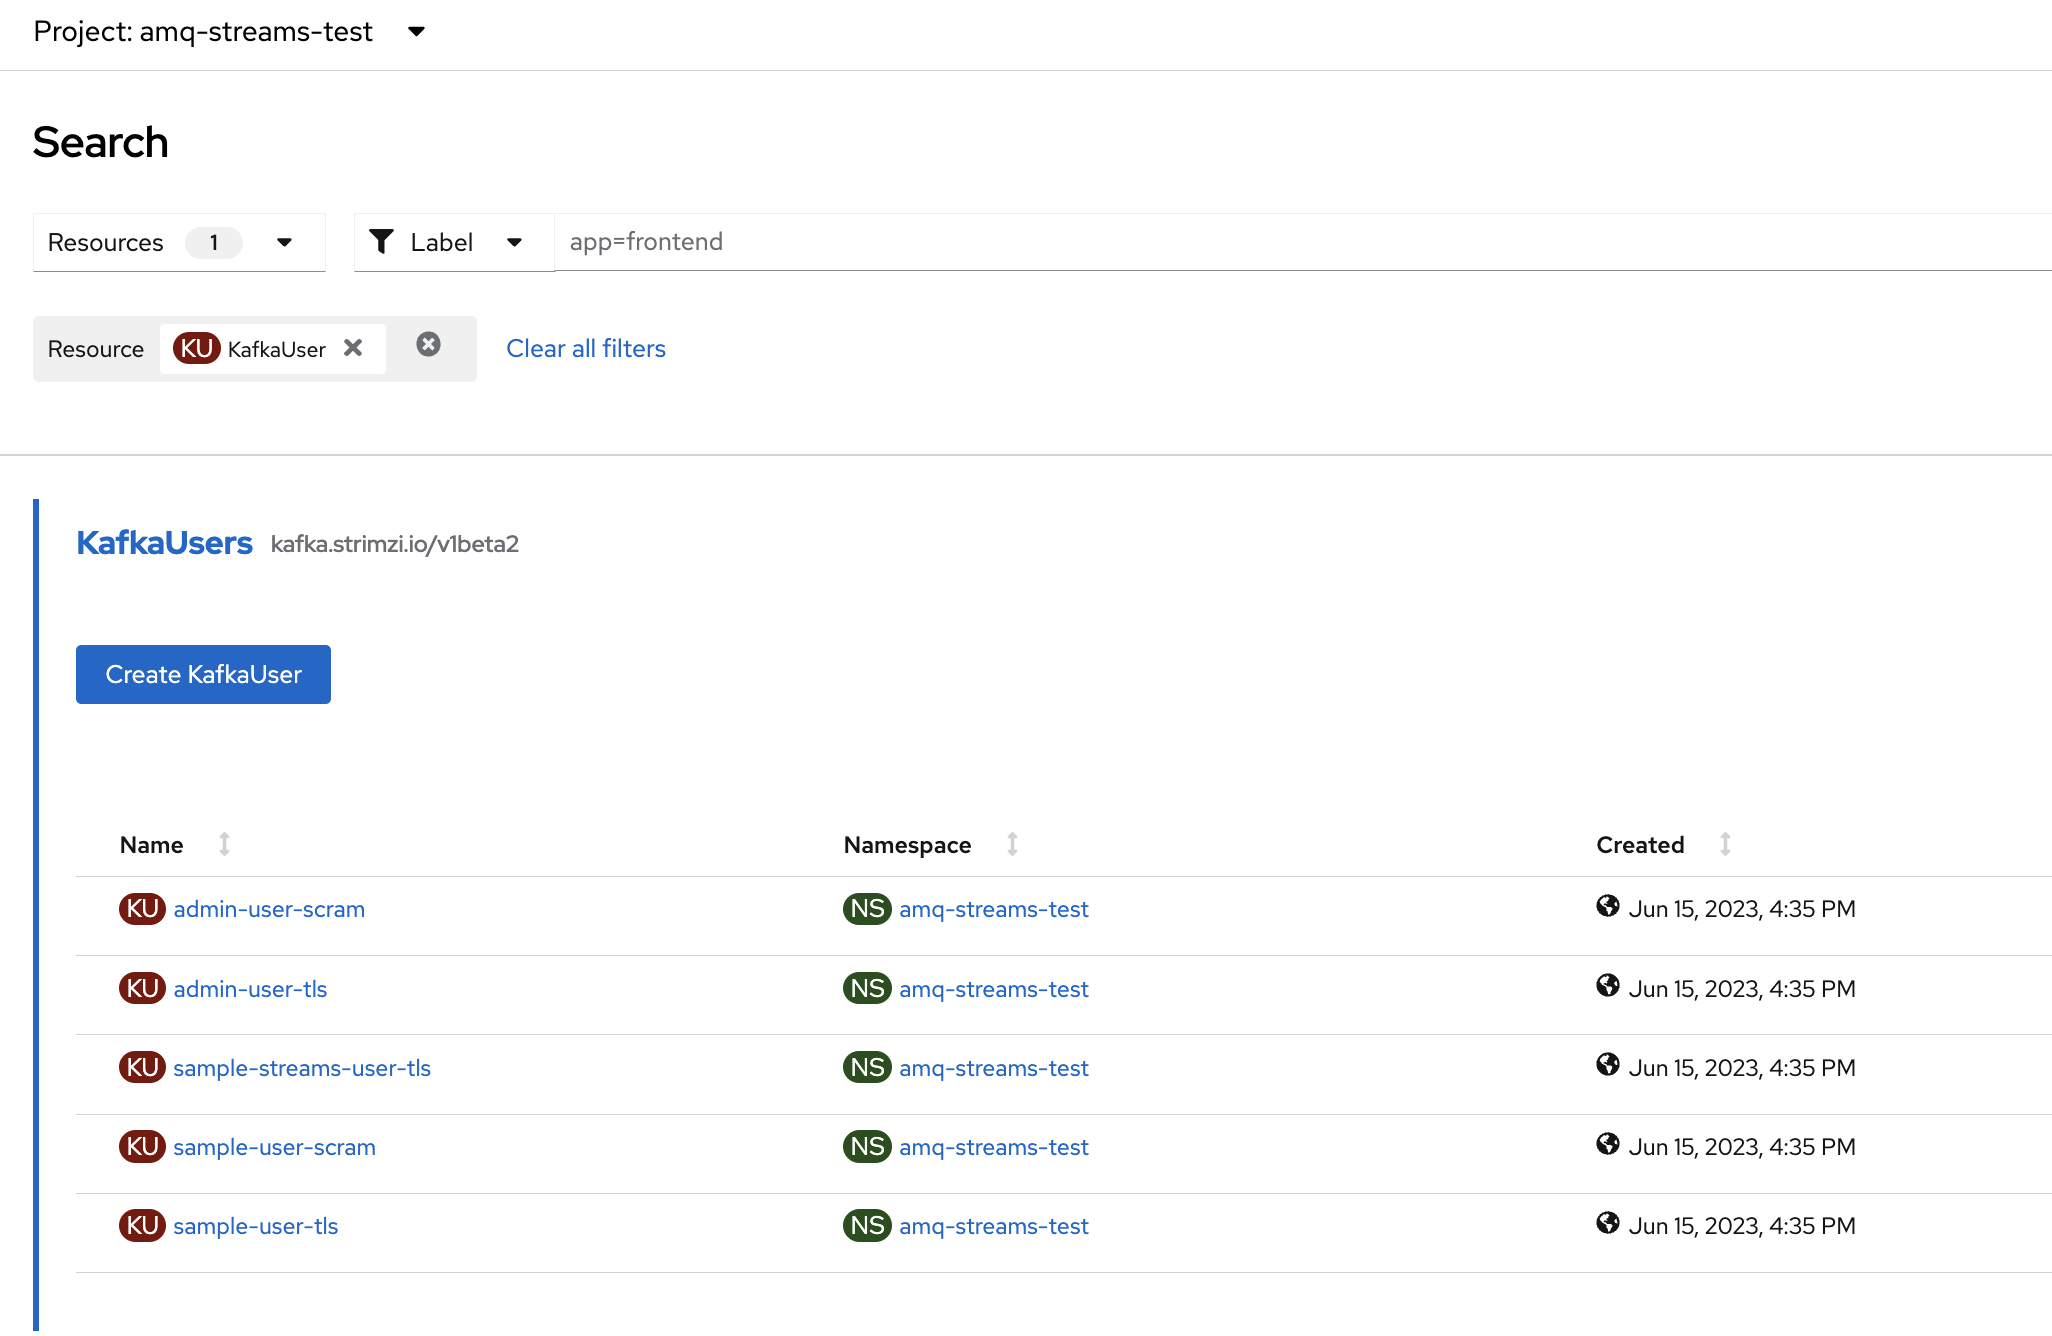 Project: amq-streams-test
Search
Resources 1 Label app=frontend
Resource KU KafkaUser Clear all filters
KafkaUsers kafka.strimzi.io/v1beta2
Create KafkaUser
Name Namespace Created
KU admin-user-scram NS amq-streams-test Jun 15, 2023, 4:35 PM
KU admin-user-tls NS amq-streams-test Jun 15, 2023, 4:35 PM
KU sample-streams-user-tls NS amq-streams-test Jun 15, 2023, 4:35 PM
KU sample-user-scram NS amq-streams-test Jun 15, 2023, 4:35 PM
KU sample-user-tls NS amq-streams-test Jun 15, 2023, 4:35 PM